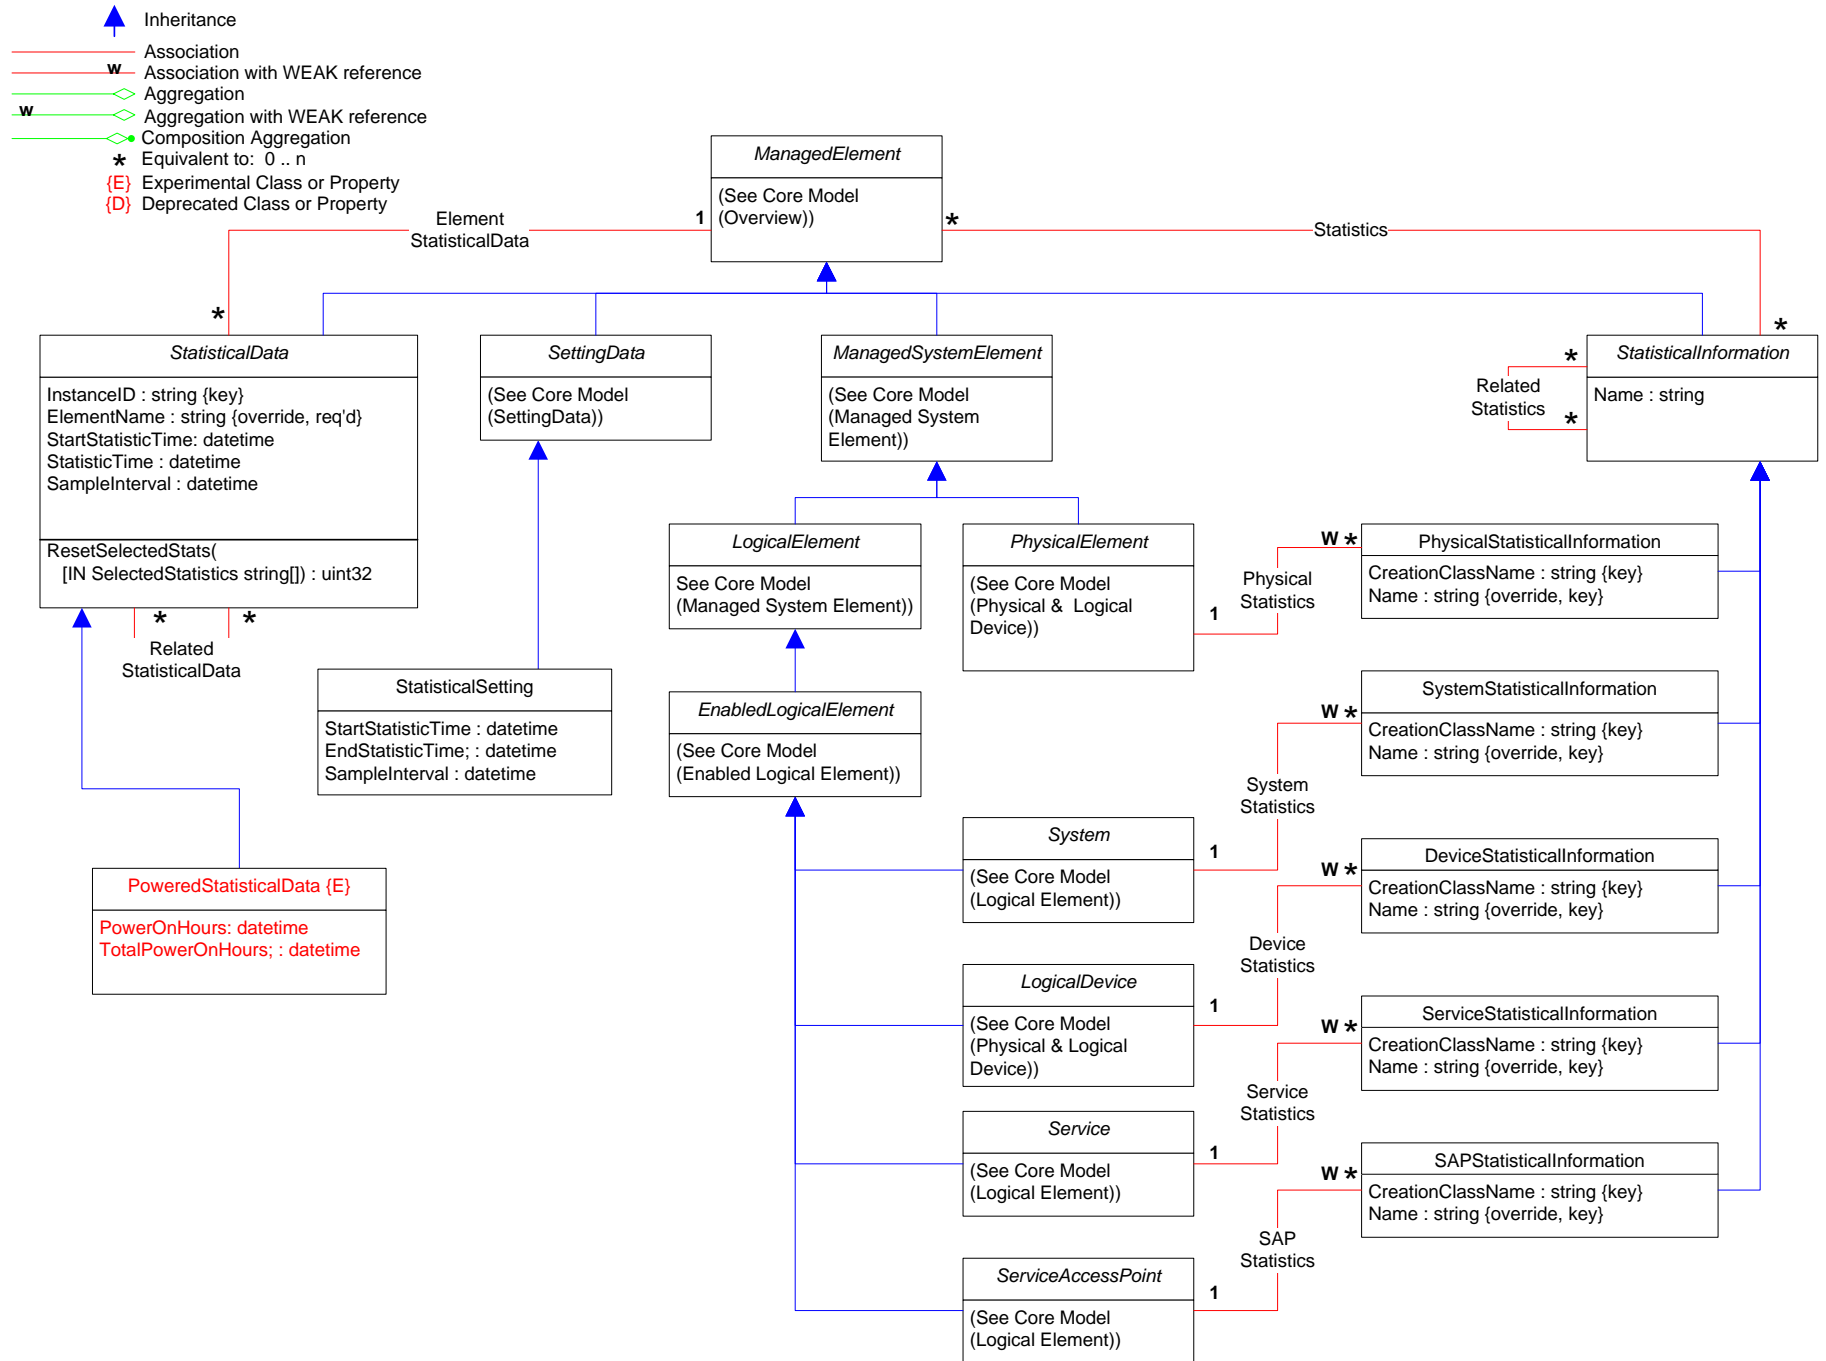 Inheritance
Association
w
Association with WEAK reference
Aggregation
w
Aggregation with WEAK reference
Composition Aggregation
* Equivalent to: 0 .. n
{E} Experimental Class or Property
{D} Deprecated Class or Property
ManagedElement
(See Core Model
(Overview))
Element
StatisticalData
1
*
Statistics
*
*
StatisticalData
InstanceID : string {key}
ElementName : string {override, req'd}
StartStatisticTime: datetime
StatisticTime : datetime
SampleInterval : datetime
ResetSelectedStats(
[IN SelectedStatistics string[]) : uint32
*
*
Related
StatisticalData
SettingData
(See Core Model
(SettingData))
ManagedSystemElement
(See Core Model
(Managed System
Element))
StatisticalInformation
Name : string
*
Related
Statistics
*
LogicalElement
See Core Model
(Managed System Element))
PhysicalElement
(See Core Model
(Physical & Logical
Device))
1
Physical
Statistics
W *
PhysicalStatisticalInformation
CreationClassName : string {key}
Name : string {override, key}
StatisticalSetting
StartStatisticTime : datetime
EndStatisticTime; : datetime
SampleInterval : datetime
EnabledLogicalElement
(See Core Model
(Enabled Logical Element))
W *
SystemStatisticalInformation
CreationClassName : string {key}
Name : string {override, key}
System
Statistics
PoweredStatisticalData {E}
PowerOnHours: datetime
TotalPowerOnHours; : datetime
System
(See Core Model
(Logical Element))
1
W *
DeviceStatisticalInformation
CreationClassName : string {key}
Name : string {override, key}
Device
Statistics
LogicalDevice
(See Core Model
(Physical & Logical
Device))
1
W *
ServiceStatisticalInformation
CreationClassName : string {key}
Name : string {override, key}
Service
Statistics
Service
(See Core Model
(Logical Element))
1
W *
SAPStatisticalInformation
CreationClassName : string {key}
Name : string {override, key}
SAP
Statistics
ServiceAccessPoint
(See Core Model
(Logical Element))
1